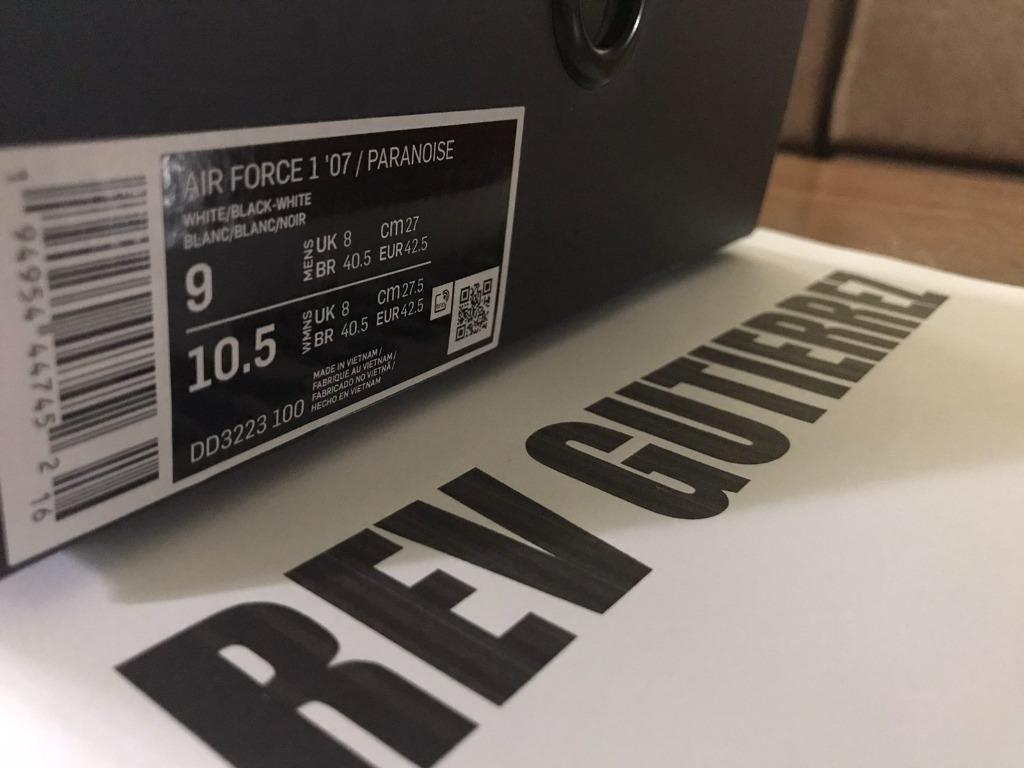 AIR FORCE 1 '07 / PARANOISE
WHITE/BLACK-WHITE
BLANC/BLANC/NOIR
9
MENS
UK 8 cm 27
BR 40.5 EUR 42.5
10.5
WMNS
UK 8 cm 27.5
BR 40.5 EUR 42.5
MADE IN VIETNAM /
FABRIQUE AU VIETNAM /
FABRICADO NO VIETNÃ /
HECHO EN VIETNAM
DD3223 100
1 94954 44745 2 16
REV GUTIERREZ